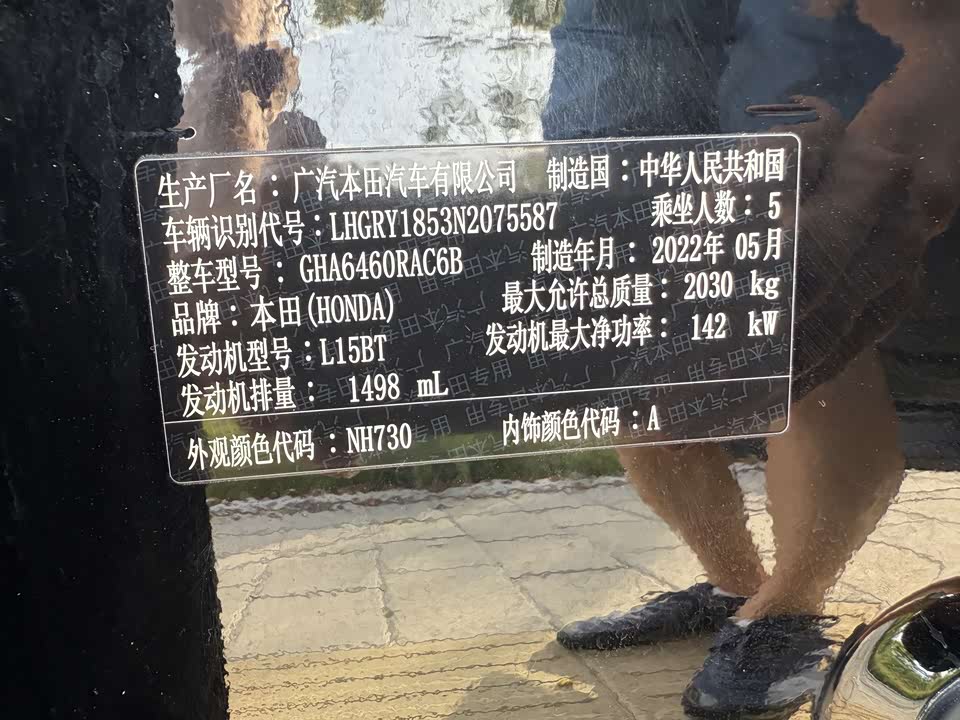 生产厂名：广汽本田汽车有限公司 制造国：中华人民共和国
车辆识别代号：LHGRY1853N2075587 乘坐人数：5
整车型号：GHA6460RAC6B 制造年月：2022年 05月
品牌：本田(HONDA) 最大允许总质量：2030 kg
发动机型号：L15BT 发动机最大净功率：142 kW
发动机排量：1498 mL
外观颜色代码：NH730 内饰颜色代码：A